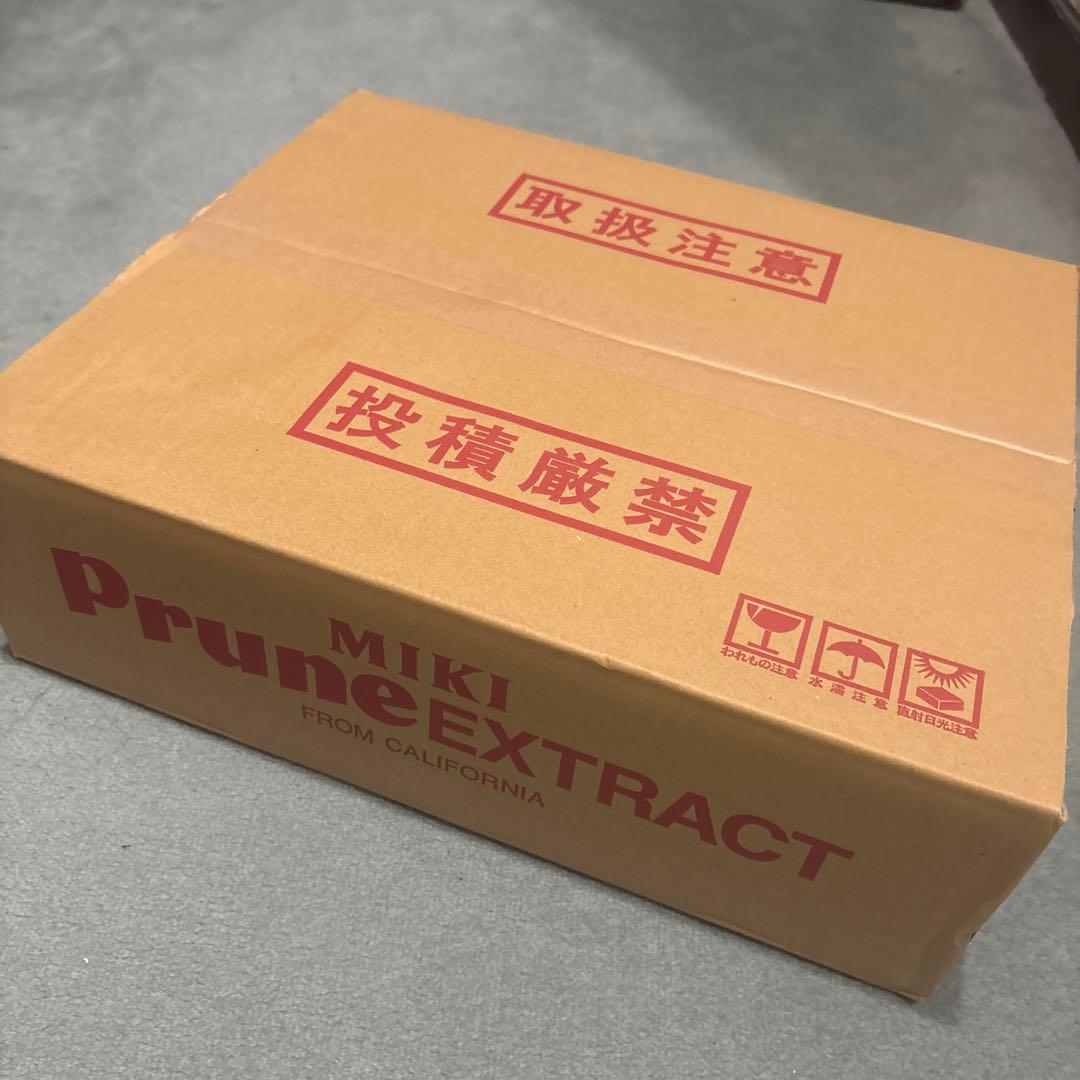 取扱注意
投積厳禁
われもの注意
水濡注意
直射日光注意
MIKI
Prune EXTRACT
FROM CALIFORNIA